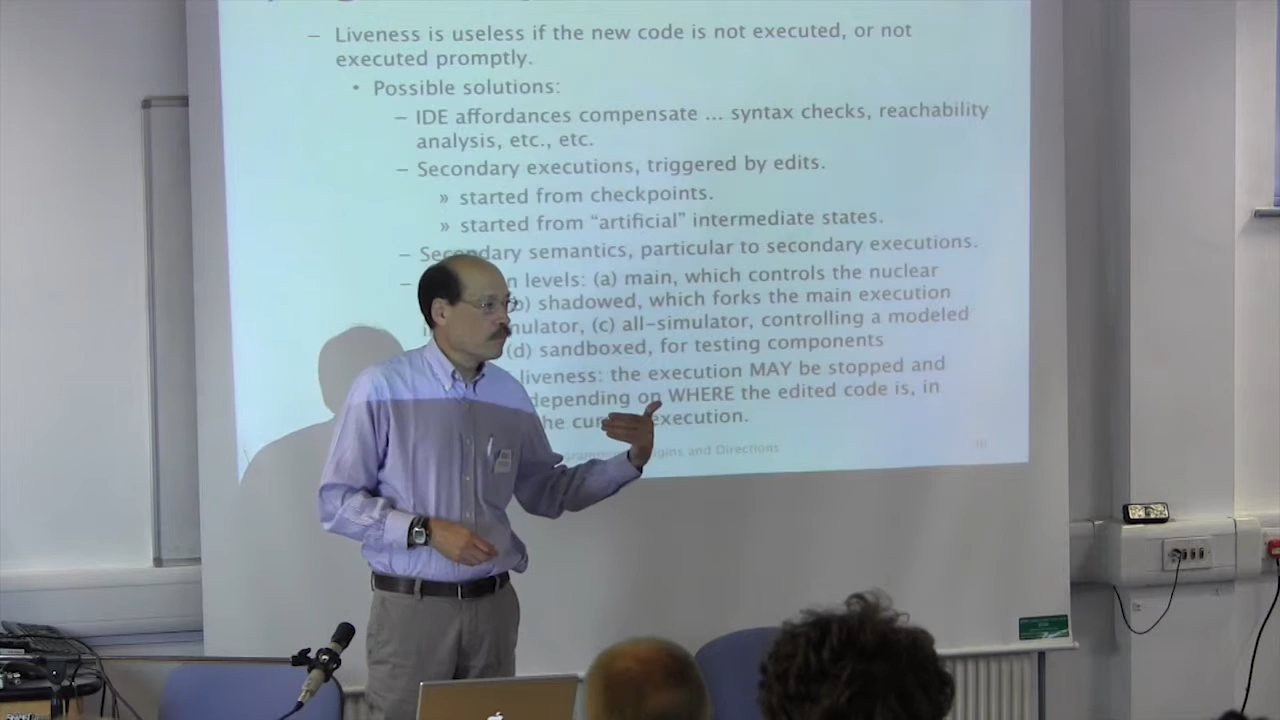 – Liveness is useless if the new code is not executed, or not
executed promptly.
• Possible solutions:
– IDE affordances compensate ... syntax checks, reachability
analysis, etc., etc.
– Secondary executions, triggered by edits.
» started from checkpoints.
» started from “artificial” intermediate states.
– Secondary semantics, particular to secondary executions.
– levels: (a) main, which controls the nuclear
b) shadowed, which forks the main execution
mulator, (c) all-simulator, controlling a modeled
(d) sandboxed, for testing components
liveness: the execution MAY be stopped and
depending on WHERE the edited code is, in
execution.
and Directions